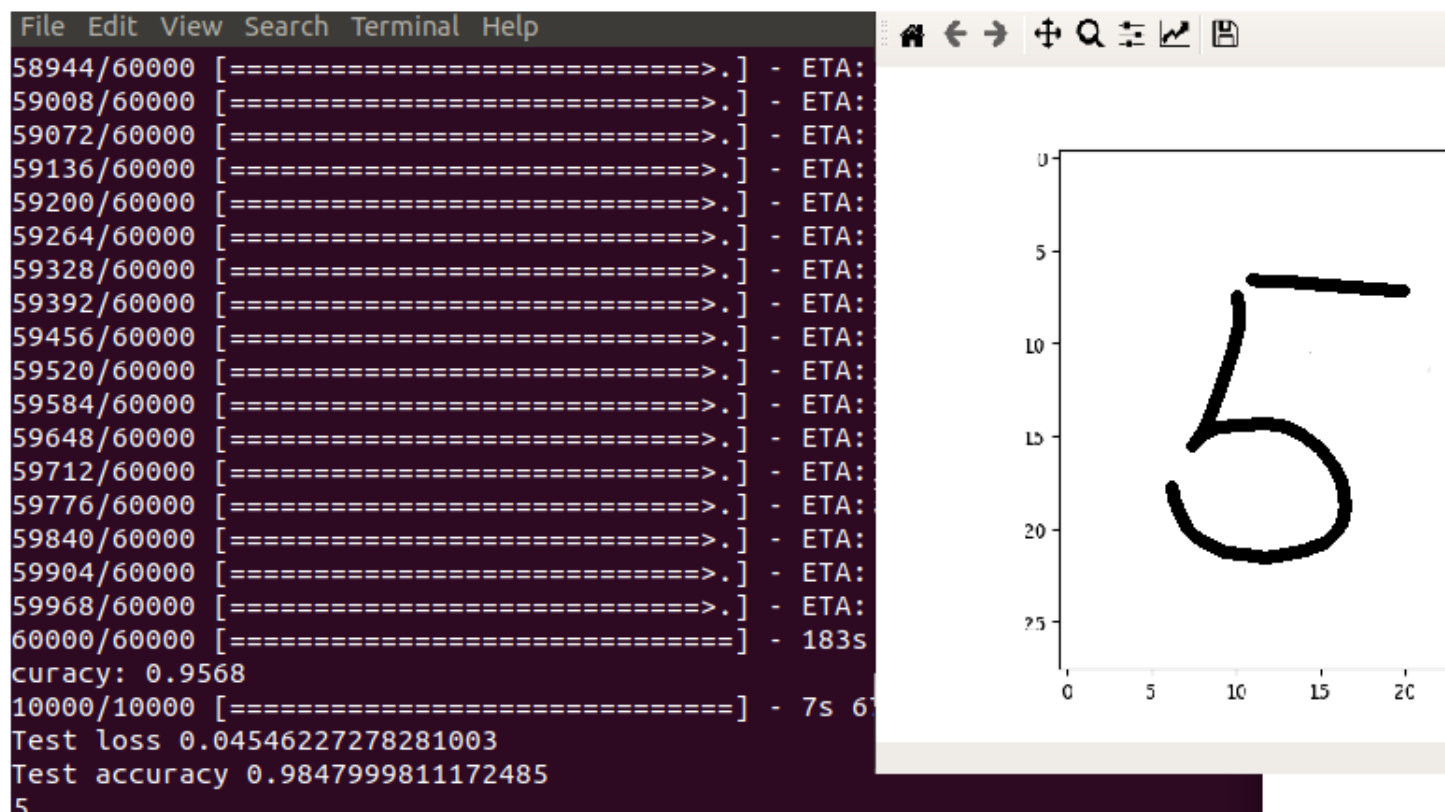 File Edit View Search Terminal Help
58944/60000 [============================>.] - ETA:
59008/60000 [============================>.] - ETA:
59072/60000 [============================>.] - ETA:
59136/60000 [============================>.] - ETA:
59200/60000 [============================>.] - ETA:
59264/60000 [============================>.] - ETA:
59328/60000 [============================>.] - ETA:
59392/60000 [============================>.] - ETA:
59456/60000 [============================>.] - ETA:
59520/60000 [============================>.] - ETA:
59584/60000 [============================>.] - ETA:
59648/60000 [============================>.] - ETA:
59712/60000 [============================>.] - ETA:
59776/60000 [============================>.] - ETA:
59840/60000 [============================>.] - ETA:
59904/60000 [============================>.] - ETA:
59968/60000 [============================>.] - ETA:
60000/60000 [==============================] - 183s
curacy: 0.9568
10000/10000 [==============================] - 7s
Test loss 0.04546227278281003
Test accuracy 0.9847999811172485
5
0
5
10
15
20
25
0 5 10 15 20
5